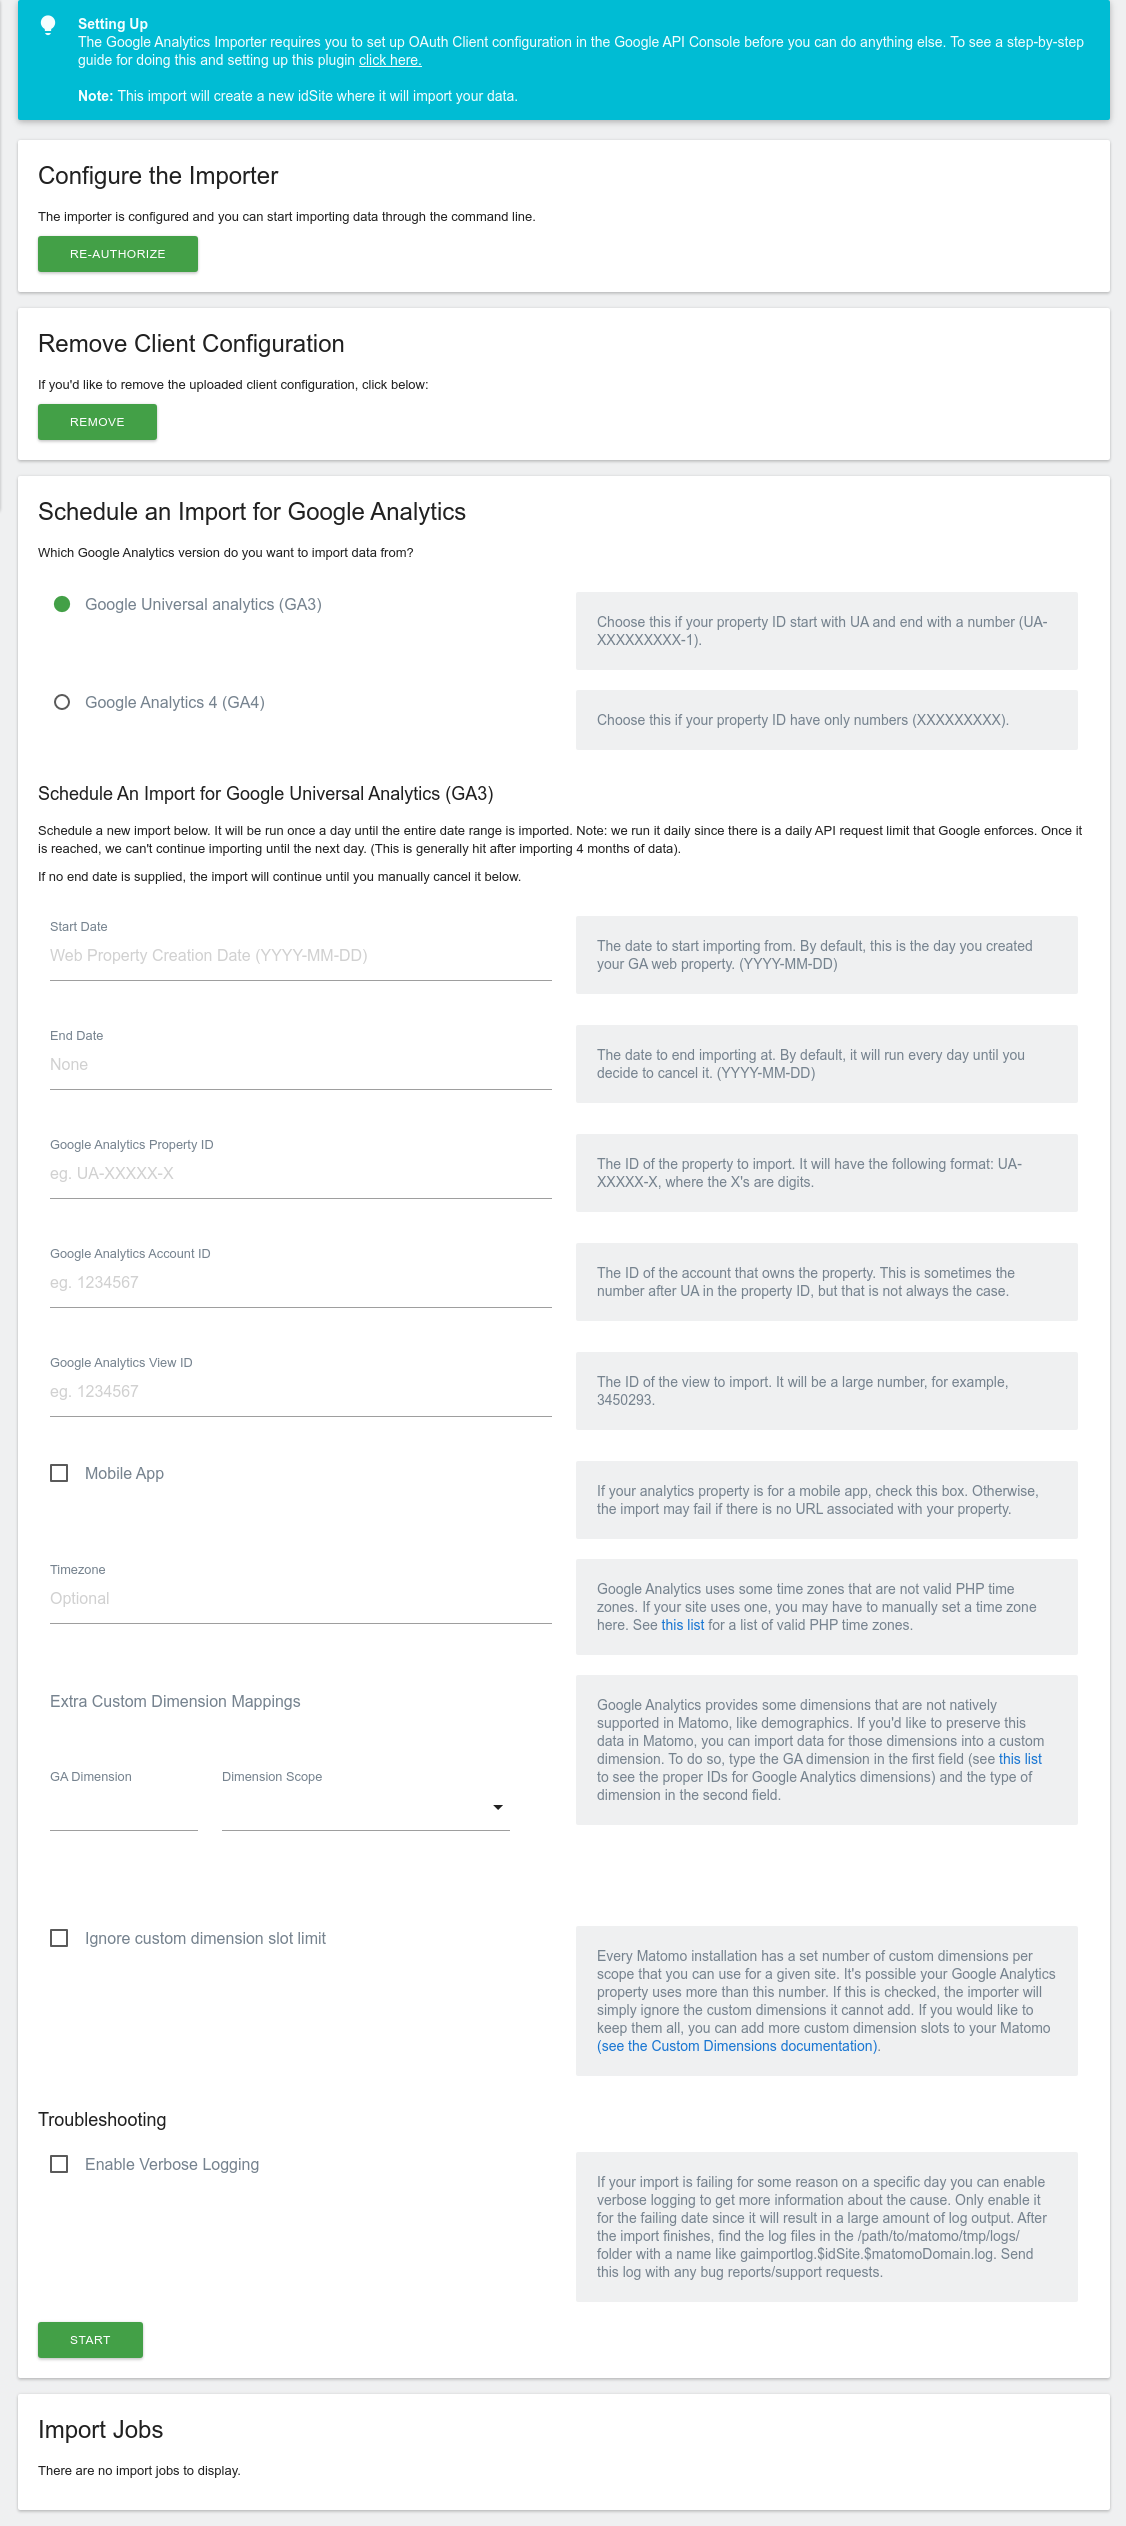 Setting Up
The Google Analytics Importer requires you to set up OAuth Client configuration in the Google API Console before you can do anything else. To see a step-by-step
guide for doing this and setting up this plugin click here.
Note: This import will create a new idSite where it will import your data.
Configure the Importer
The importer is configured and you can start importing data through the command line.
RE-AUTHORIZE
Remove Client Configuration
If you'd like to remove the uploaded client configuration, click below:
REMOVE
Schedule an Import for Google Analytics
Which Google Analytics version do you want to import data from?
Google Universal analytics (GA3)
Choose this if your property ID start with UA and end with a number (UA-
XXXXXXXXX-1).
Google Analytics 4 (GA4)
Choose this if your property ID have only numbers (XXXXXXXXX).
Schedule An Import for Google Universal Analytics (GA3)
Schedule a new import below. It will be run once a day until the entire date range is imported. Note: we run it daily since there is a daily API request limit that Google enforces. Once it
is reached, we can't continue importing until the next day. (This is generally hit after importing 4 months of data).
If no end date is supplied, the import will continue until you manually cancel it below.
Start Date
Web Property Creation Date (YYYY-MM-DD)
The date to start importing from. By default, this is the day you created
your GA web property. (YYYY-MM-DD)
End Date
None
The date to end importing at. By default, it will run every day until you
decide to cancel it. (YYYY-MM-DD)
Google Analytics Property ID
eg. UA-XXXXX-X
The ID of the property to import. It will have the following format: UA-
XXXXX-X, where the X's are digits.
Google Analytics Account ID
eg. 1234567
The ID of the account that owns the property. This is sometimes the
number after UA in the property ID, but that is not always the case.
Google Analytics View ID
eg. 1234567
The ID of the view to import. It will be a large number, for example,
3450293.
Mobile App
If your analytics property is for a mobile app, check this box. Otherwise,
the import may fail if there is no URL associated with your property.
Timezone
Optional
Google Analytics uses some time zones that are not valid PHP time
zones. If your site uses one, you may have to manually set a time zone
here. See this list for a list of valid PHP time zones.
Extra Custom Dimension Mappings
GA Dimension
Dimension Scope
Google Analytics provides some dimensions that are not natively
supported in Matomo, like demographics. If you'd like to preserve this
data in Matomo, you can import data for those dimensions into a custom
dimension. To do so, type the GA dimension in the first field (see this list
to see the proper IDs for Google Analytics dimensions) and the type of
dimension in the second field.
Ignore custom dimension slot limit
Every Matomo installation has a set number of custom dimensions per
scope that you can use for a given site. It's possible your Google Analytics
property uses more than this number. If this is checked, the importer will
simply ignore the custom dimensions it cannot add. If you would like to
keep them all, you can add more custom dimension slots to your Matomo
(see the Custom Dimensions documentation).
Troubleshooting
Enable Verbose Logging
If your import is failing for some reason on a specific day you can enable
verbose logging to get more information about the cause. Only enable it
for the failing date since it will result in a large amount of log output. After
the import finishes, find the log files in the /path/to/matomo/tmp/logs/
folder with a name like gaimportlog.$idSite.$matomoDomain.log. Send
this log with any bug reports/support requests.
START
Import Jobs
There are no import jobs to display.